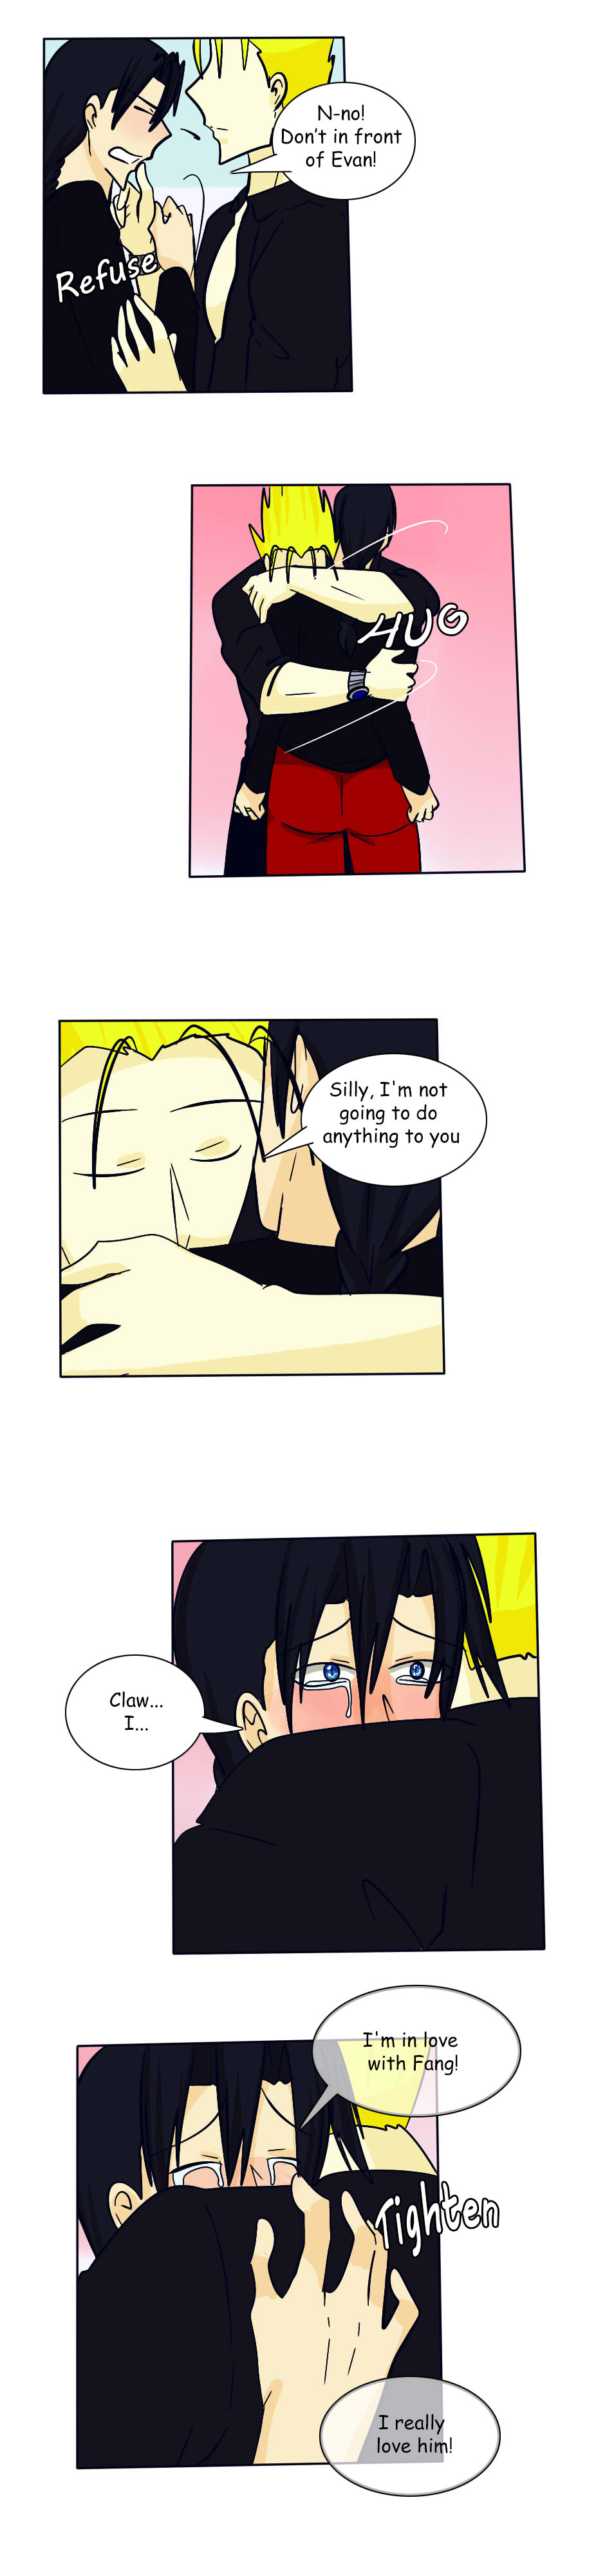 N-no!
Don't in front
of Evan!
Refuse
HUG
Silly, I'm not
going to do
anything to you
Claw...
I...
I'm in love
with Fang!
Tighten
I really
love him!